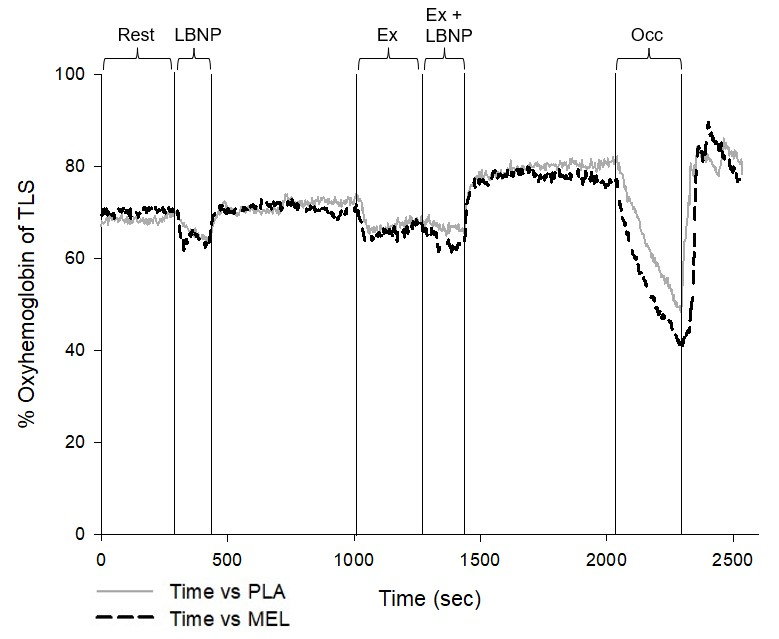 Ex +
Rest LBNP Ex LBNP Occ
100
80
60
40
20
0
% Oxyhemoglobin of TLS
0 500 1000 1500 2000 2500
Time (sec)
Time vs PLA
Time vs MEL